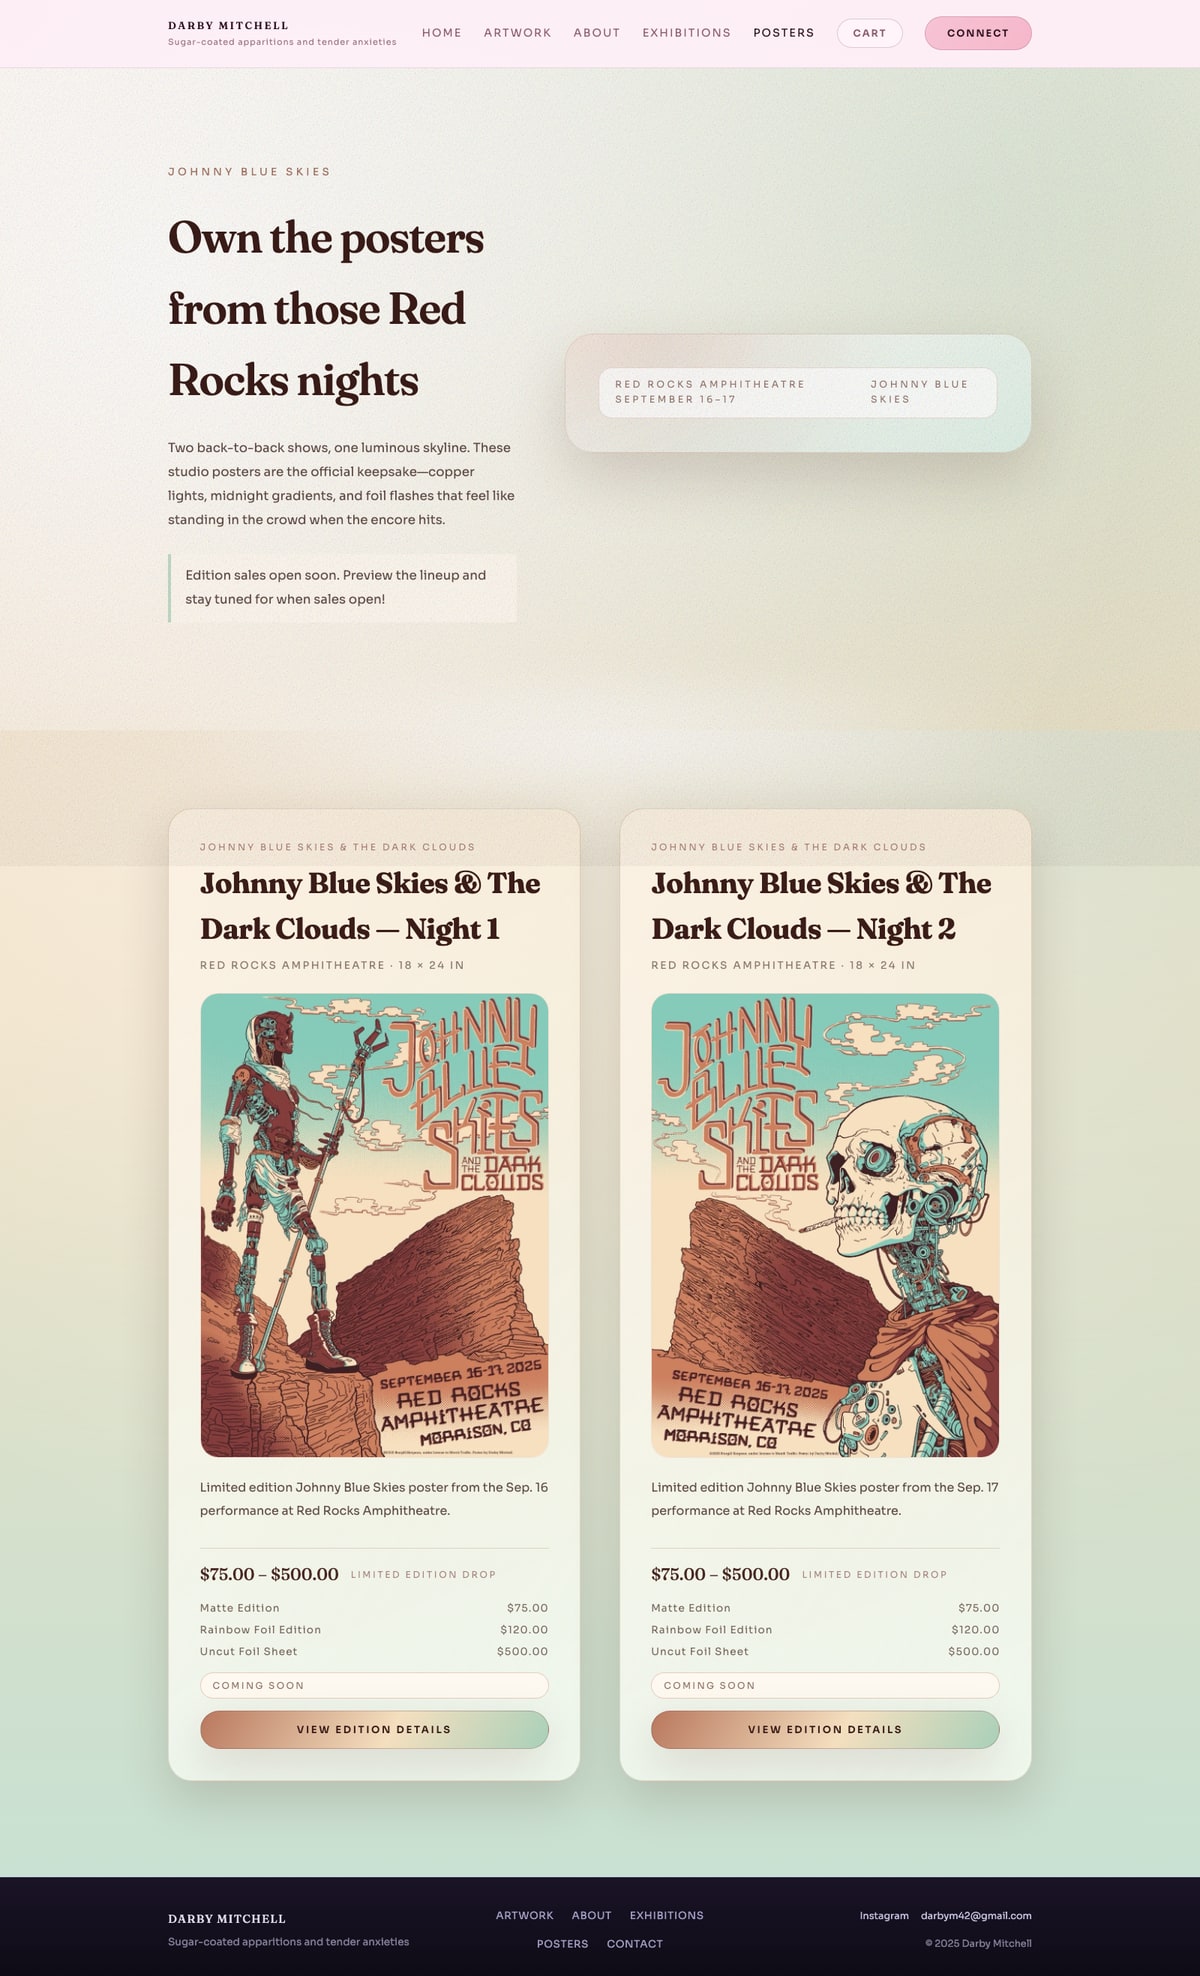 DARBY MITCHELL
Sugar-coated apparitions and tender anxieties
HOME ARTWORK ABOUT EXHIBITIONS POSTERS CART CONNECT
JOHNNY BLUE SKIES
Own the posters
from those Red
Rocks nights
Two back-to-back shows, one luminous skyline. These
studio posters are the official keepsake—copper
lights, midnight gradients, and foil flashes that feel like
standing in the crowd when the encore hits.
Edition sales open soon. Preview the lineup and
stay tuned for when sales open!
RED ROCKS AMPHITHEATRE
SEPTEMBER 16–17
JOHNNY BLUE
SKIES
JOHNNY BLUE SKIES & THE DARK CLOUDS
Johnny Blue Skies & The
Dark Clouds — Night 1
RED ROCKS AMPHITHEATRE · 18 × 24 IN
JOHNNY
BLUE
SKIES
AND THE DARK
CLOUDS
SEPTEMBER 16-17, 2025
RED ROCKS
AMPHITHEATRE
MORRISON, CO
Limited edition Johnny Blue Skies poster from the Sep. 16
performance at Red Rocks Amphitheatre.
$75.00 – $500.00 LIMITED EDITION DROP
Matte Edition $75.00
Rainbow Foil Edition $120.00
Uncut Foil Sheet $500.00
COMING SOON
VIEW EDITION DETAILS
JOHNNY BLUE SKIES & THE DARK CLOUDS
Johnny Blue Skies & The
Dark Clouds — Night 2
RED ROCKS AMPHITHEATRE · 18 × 24 IN
JOHNNY
BLUE
SKIES
AND THE DARK
CLOUDS
SEPTEMBER 16-17, 2025
RED ROCKS
AMPHITHEATRE
MORRISON, CO
Limited edition Johnny Blue Skies poster from the Sep. 17
performance at Red Rocks Amphitheatre.
$75.00 – $500.00 LIMITED EDITION DROP
Matte Edition $75.00
Rainbow Foil Edition $120.00
Uncut Foil Sheet $500.00
COMING SOON
VIEW EDITION DETAILS
DARBY MITCHELL
Sugar-coated apparitions and tender anxieties
ARTWORK ABOUT EXHIBITIONS
POSTERS CONTACT
Instagram darbym42@gmail.com
© 2025 Darby Mitchell